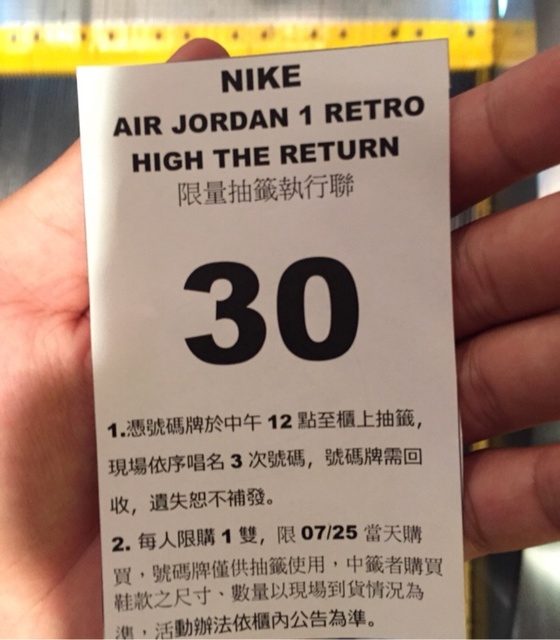 NIKE
AIR JORDAN 1 RETRO
HIGH THE RETURN
限量抽籤執行聯
30
1.憑號碼牌於中午 12 點至櫃上抽籤，
現場依序唱名 3 次號碼，號碼牌需回
收，遺失恕不補發。
2. 每人限購 1 雙，限 07/25 當天購
買，號碼牌僅供抽籤使用，中籤者購買
鞋款之尺寸、數量以現場到貨情況為
準，活動辦法依櫃內公告為準。